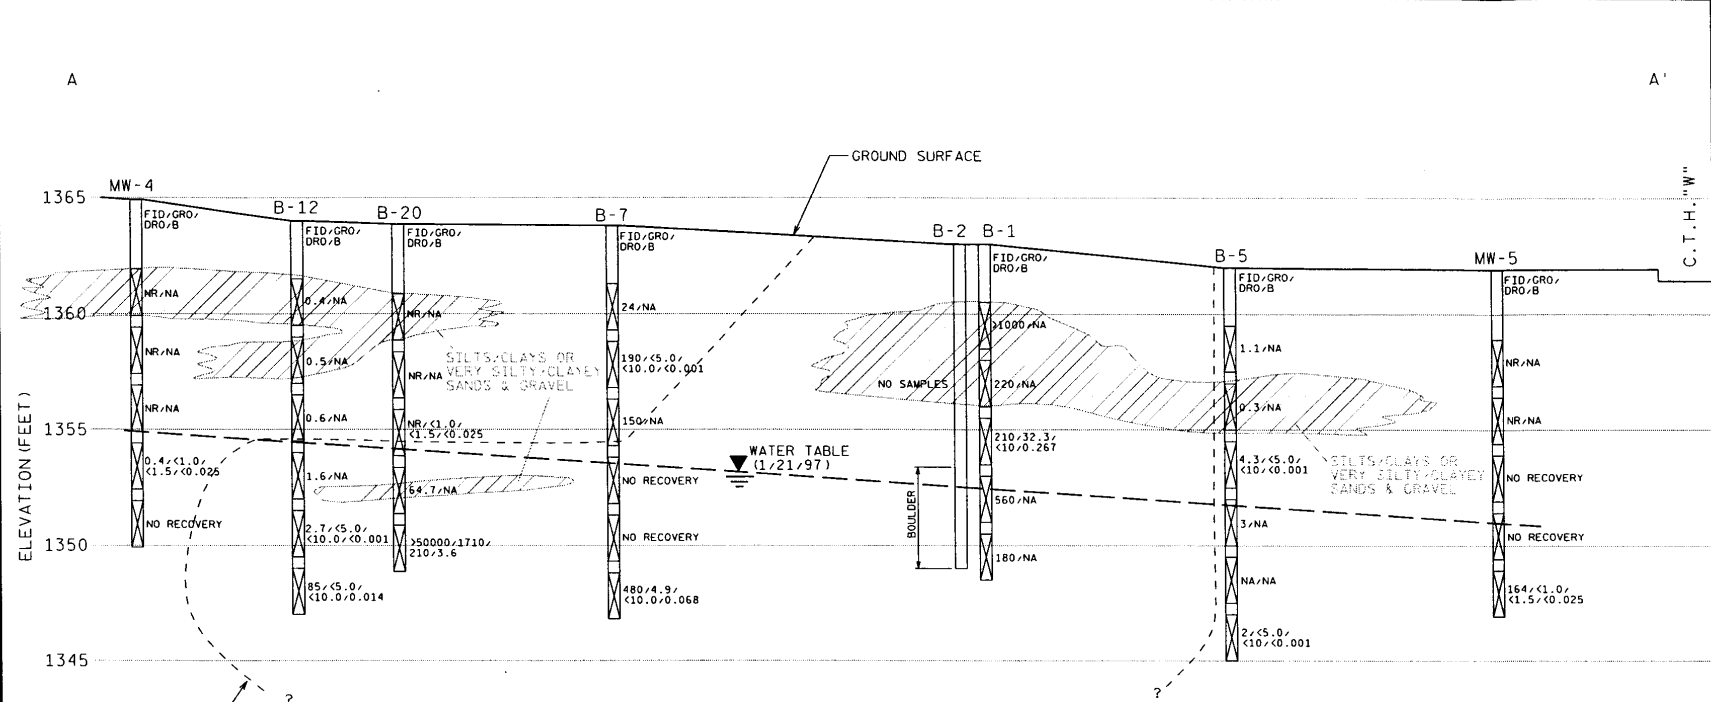 A
A'
GROUND SURFACE
C.T.H."W"
ELEVATION (FEET)
1365
1360
1355
1350
1345
MW-4
FID/GRO/
DRO/B
NR/NA
NR/NA
NR/NA
0.4/<1.0/
<1.5/<0.025
NO RECOVERY
B-12
FID/GRO/
DRO/B
0.4/NA
0.5/NA
0.6/NA
1.6/NA
2.7/<5.0/
<10.0/<0.001
85/<5.0/
<10.0/0.014
B-20
FID/GRO/
DRO/B
NR/NA
NR/NA
NR/<1.0/
<1.5/<0.025
64.7/NA
>50000/1710/
210/3.6
SILTS/CLAYS OR
VERY SILTY/CLAYEY
SANDS & GRAVEL
B-7
FID/GRO/
DRO/B
24/NA
190/<5.0/
<10.0/<0.001
150/NA
NO RECOVERY
NO RECOVERY
480/4.9/
<10.0/0.068
WATER TABLE
(1/21/97)
B-2
NO SAMPLES
BOULDER
B-1
FID/GRO/
DRO/B
>1000/NA
220/NA
210/32.3/
<10/0.267
560/NA
180/NA
B-5
FID/GRO/
DRO/B
1.1/NA
0.3/NA
4.3/<5.0/
<10/<0.001
3/NA
NA/NA
2/<5.0/
<10/<0.001
SILTS/CLAYS OR
VERY SILTY/CLAYEY
SANDS & GRAVEL
MW-5
FID/GRO/
DRO/B
NR/NA
NR/NA
NO RECOVERY
NO RECOVERY
164/<1.0/
<1.5/<0.025
?
?